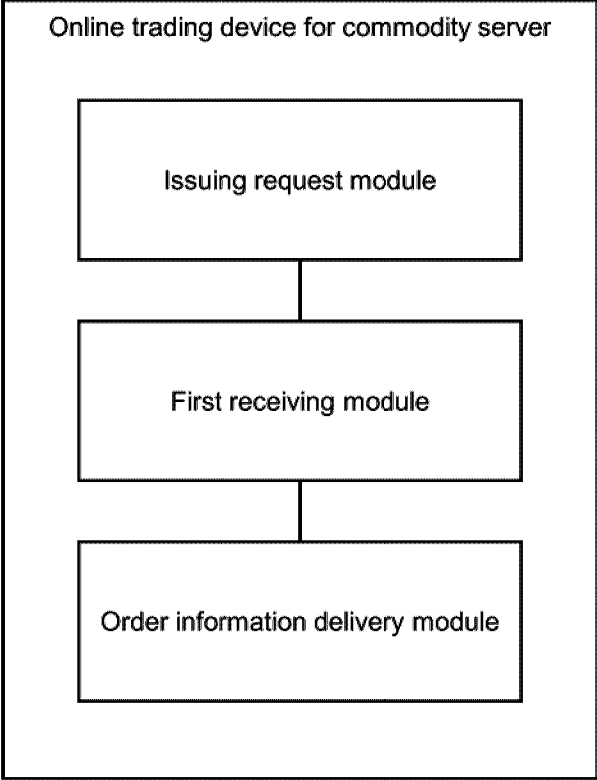 Online trading device for commodity server
Issuing request module
First receiving module
Order information delivery module